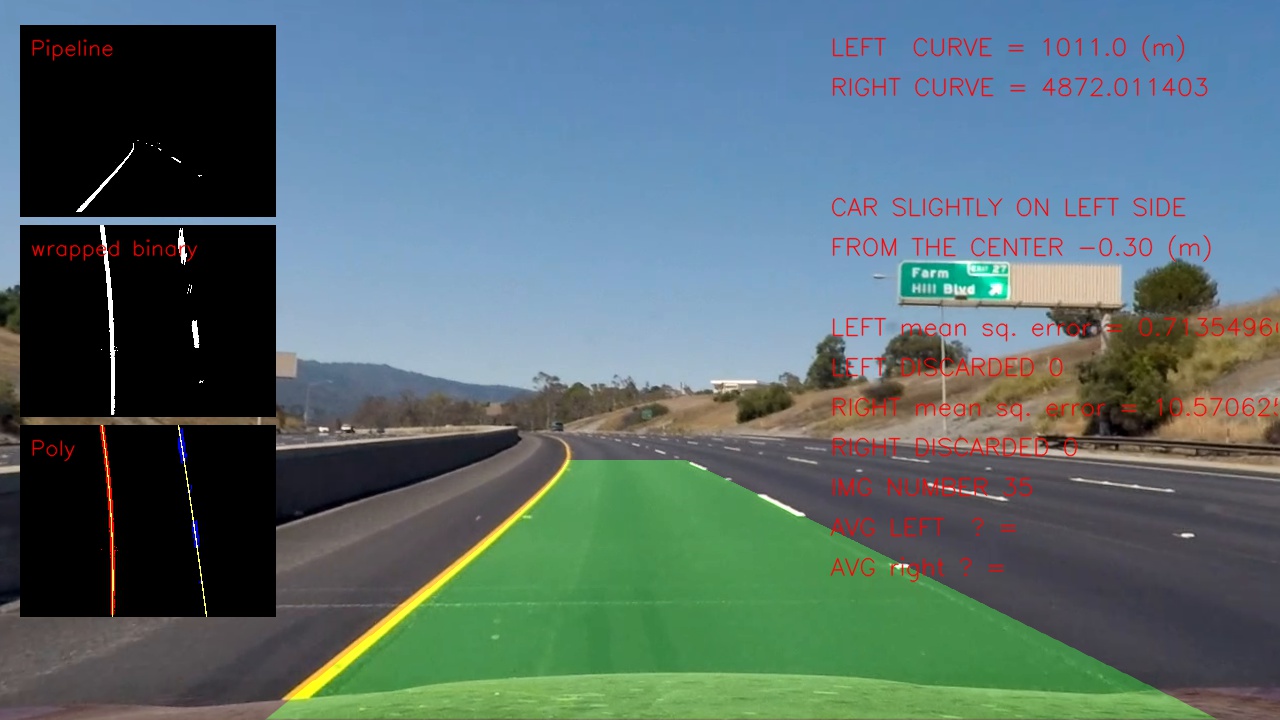 Pipeline
wrapped binary
Poly
LEFT CURVE = 1011.0 (m)
RIGHT CURVE = 4872.011403
CAR SLIGHTLY ON LEFT SIDE
FROM THE CENTER -0.30 (m)
EXIT 27
Farm
Hill Blvd
LEFT mean sq. error = 0.7135496
LEFT DISCARDED 0
RIGHT mean sq. error = 10.57062
RIGHT DISCARDED 0
IMG NUMBER 35
AVG LEFT ? =
AVG right ? =